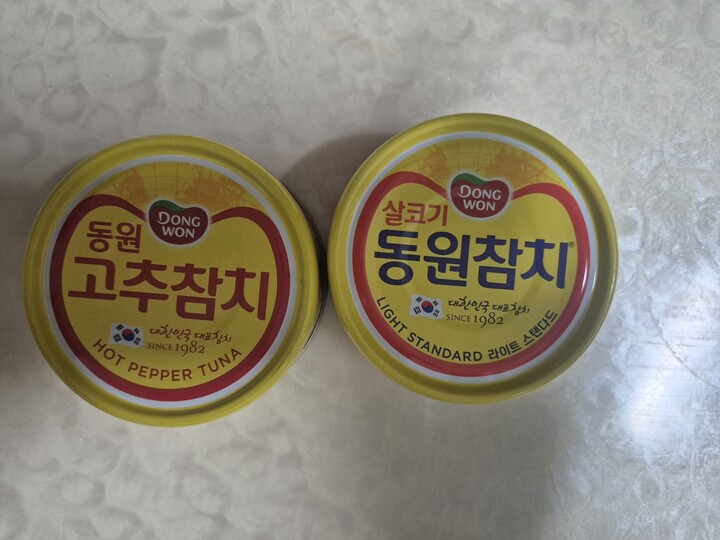 DONG
WON
동원
고추참치
대한민국 대표참치
SINCE 1982
HOT PEPPER TUNA
DONG
WON
살코기
동원참치®
대한민국 대표참치
SINCE 1982
LIGHT STANDARD 라이트 스탠다드